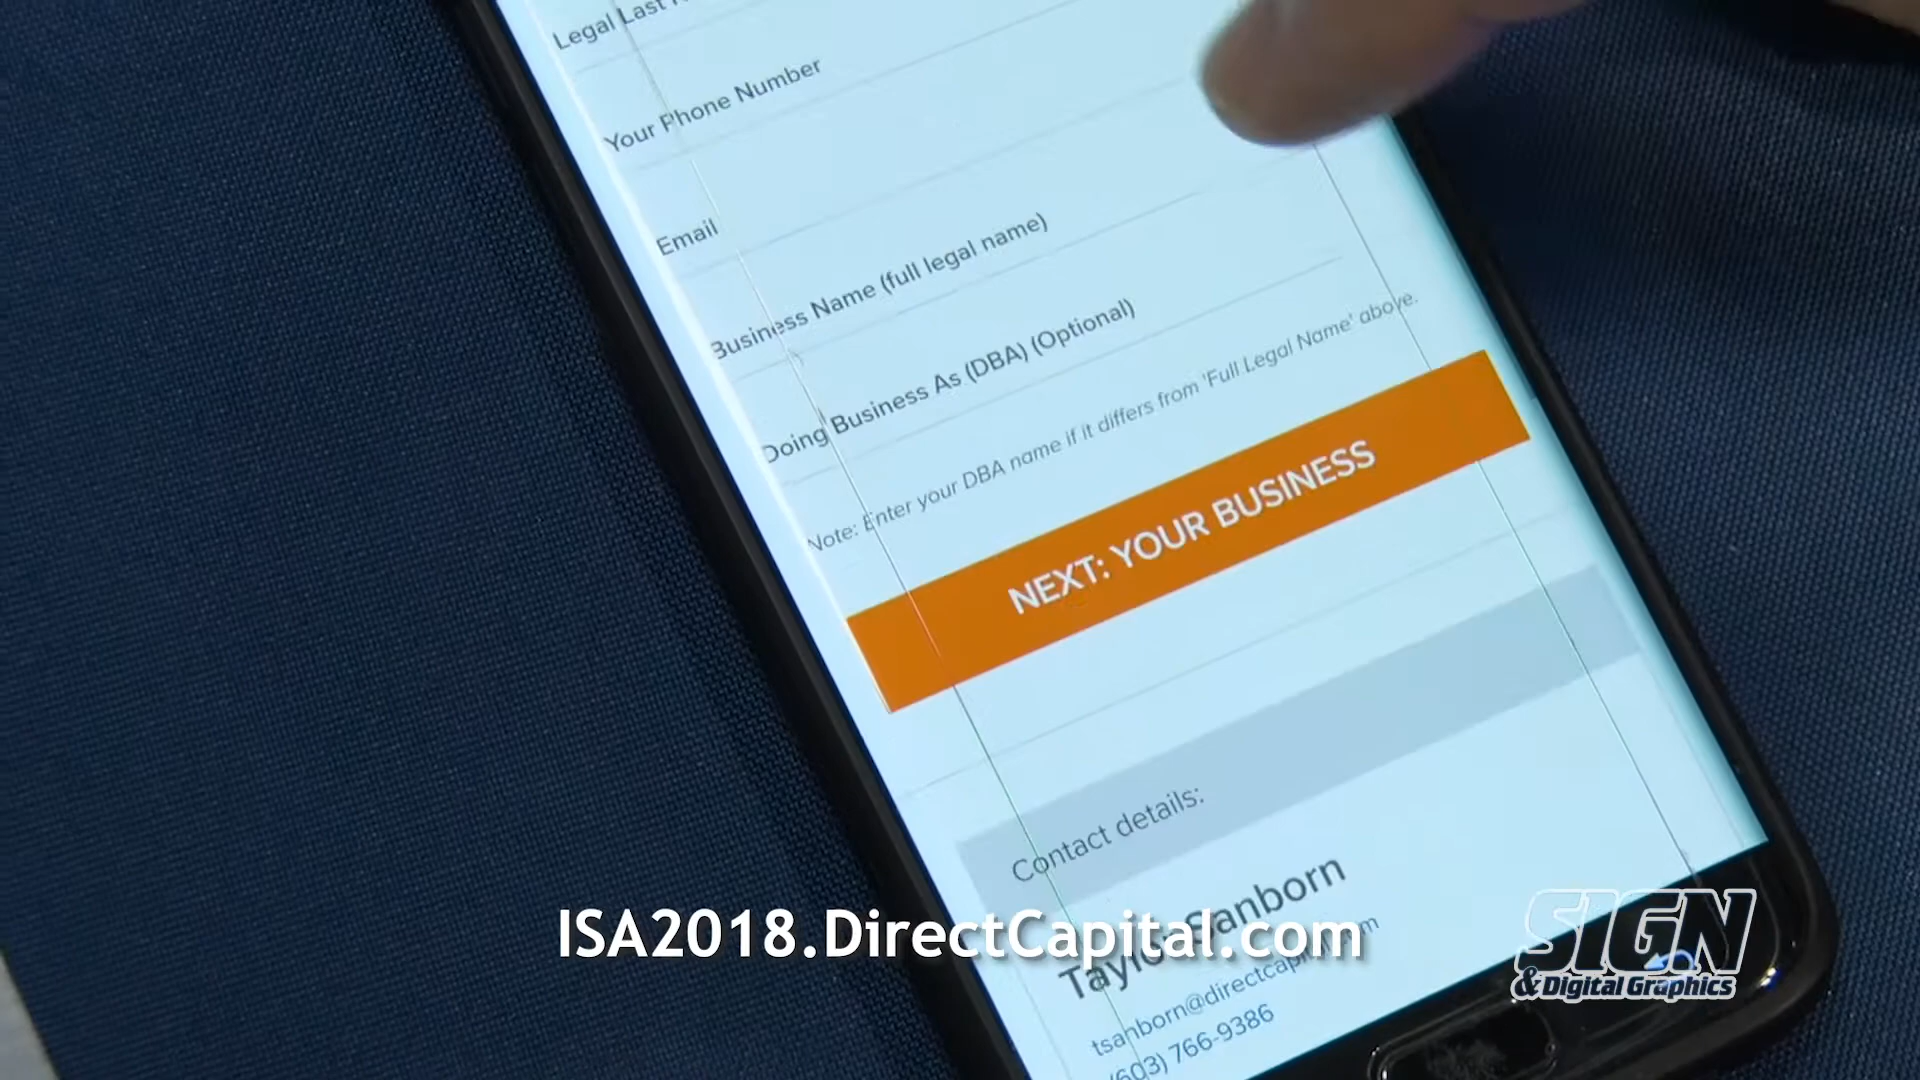 Legal Last
Your Phone Number
Email
Business Name (full legal name)
Doing Business As (DBA) (Optional)
Note: Enter your DBA name if it differs from 'Full Legal Name' above.
NEXT: YOUR BUSINESS
Contact details:
Taylor Sanborn
tsanborn@directcapital.com
(603) 766-9386
ISA2018.DirectCapital.com
SIGN
& Digital Graphics